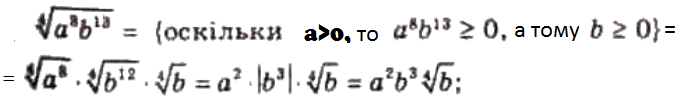 ∜(a⁸b¹³) = {оскільки a>0, то a⁸b¹³ ≥ 0, а тому b ≥ 0} =
= ∜(a⁸) · ∜(b¹²) · ∜b = a² · |b³| · ∜b = a²b³∜b;